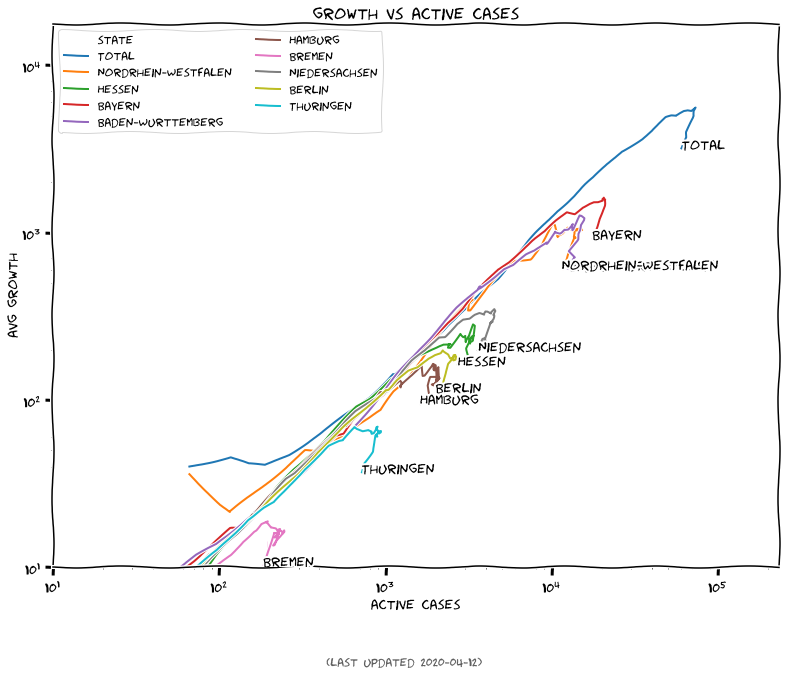 GROWTH VS ACTIVE CASES
STATE
TOTAL
NORDRHEIN-WESTFALEN
HESSEN
BAYERN
BADEN-WURTTEMBERG
HAMBURG
BREMEN
NIEDERSACHSEN
BERLIN
THURINGEN
AVG GROWTH
10⁴
10³
10²
10¹
TOTAL
BAYERN
NORDRHEIN-WESTFALEN
NIEDERSACHSEN
HESSEN
BERLIN
HAMBURG
THURINGEN
BREMEN
10¹ 10² 10³ 10⁴ 10⁵
ACTIVE CASES
(LAST UPDATED 2020-04-12)